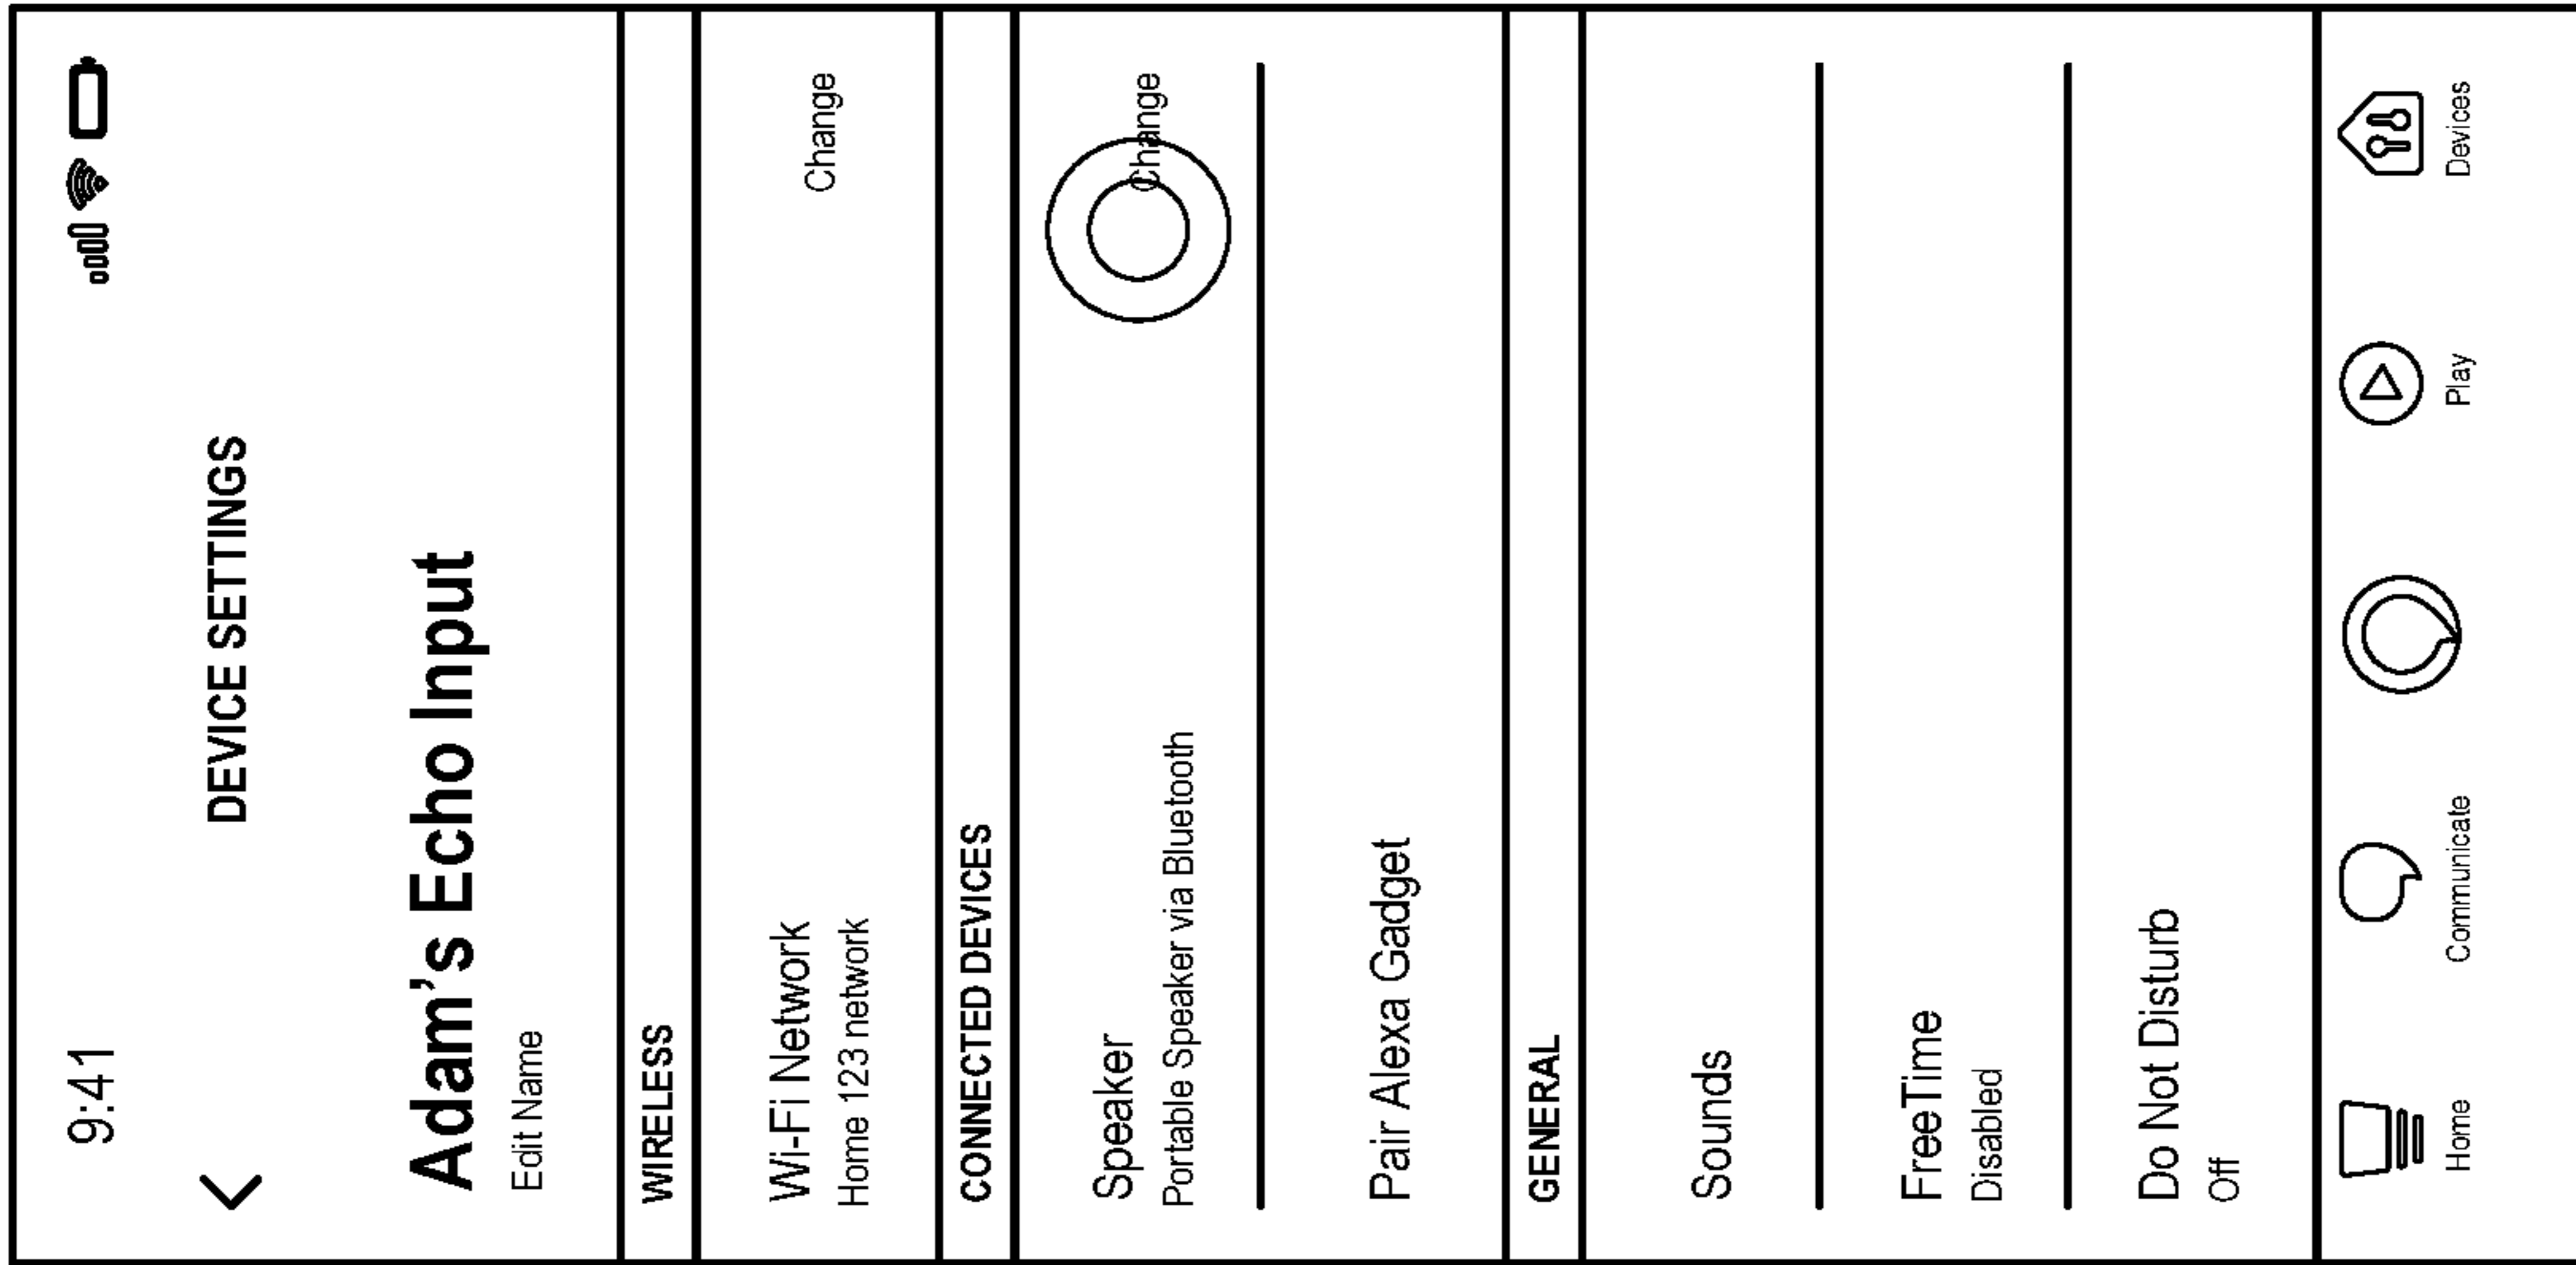 9:41
DEVICE SETTINGS
Adam's Echo Input
Edit Name
WIRELESS
Wi-Fi Network
Change
Home 123 network
CONNECTED DEVICES
Speaker
Change
Portable Speaker via Bluetooth
Pair Alexa Gadget
GENERAL
Sounds
FreeTime
Disabled
Do Not Disturb
Off
Home Communicate Play Devices